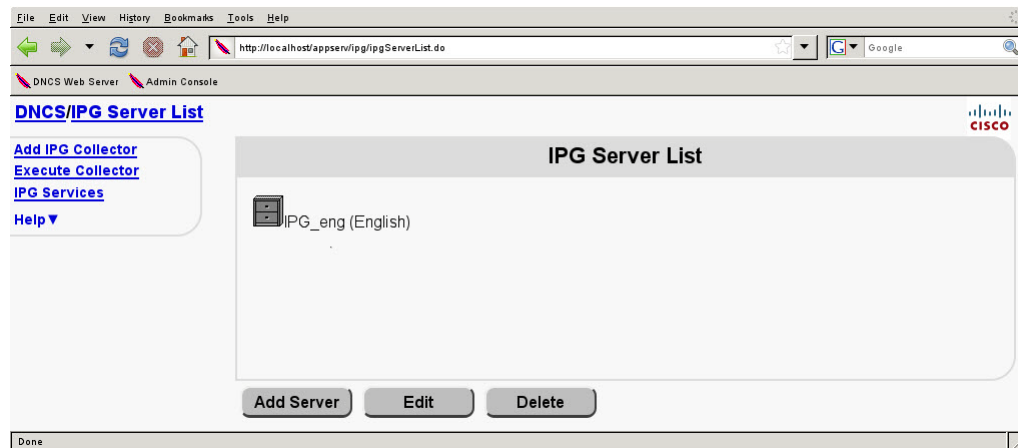 File Edit View History Bookmarks Tools Help
http://localhost/appserv/ipg/ipgServerList.do
G Google
DNCS Web Server Admin Console
DNCS/IPG Server List
CISCO
Add IPG Collector
Execute Collector
IPG Services
Help▼
IPG Server List
IPG_eng (English)
Add Server Edit Delete
Done